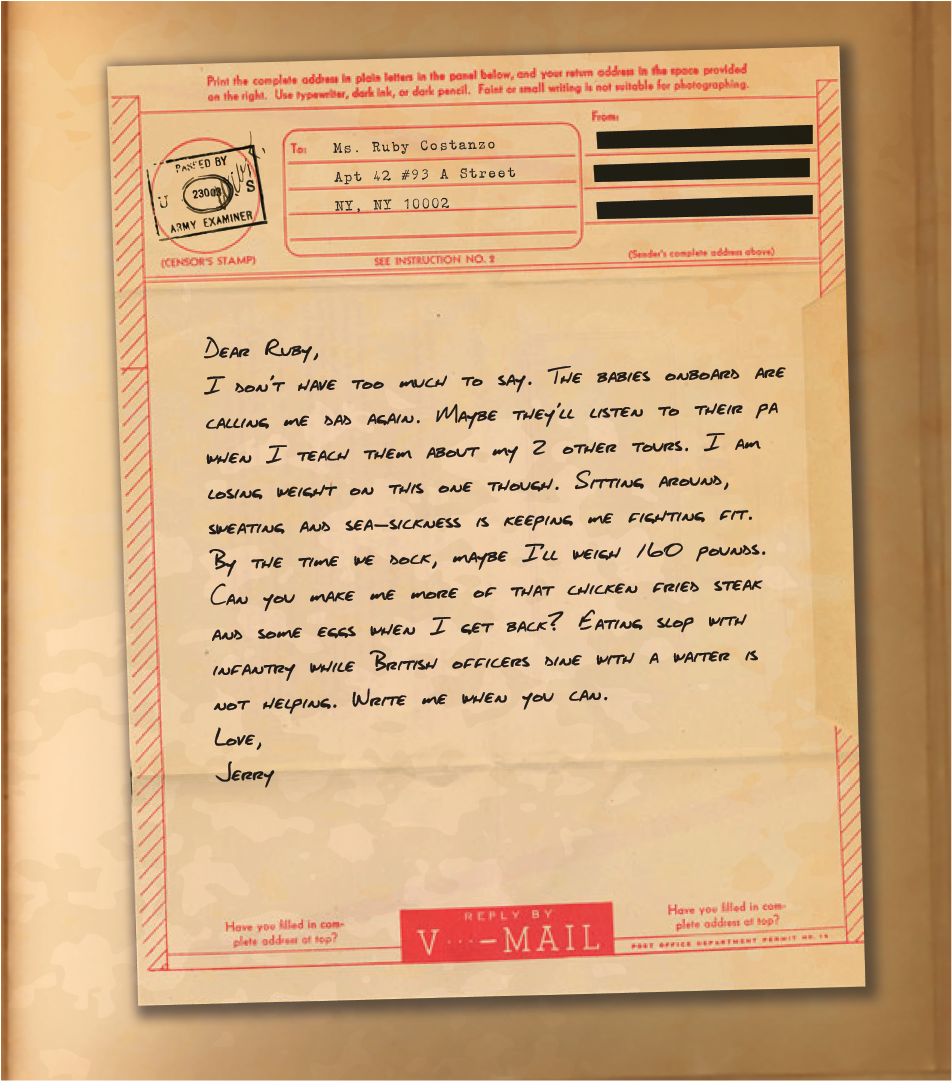 Print the complete address in plain letters in the panel below, and your return address in the space provided
on the right. Use typewriter, dark ink, or dark pencil. Faint or small writing is not suitable for photographing.
From:
To: Ms. Ruby Costanzo
Apt 42 #93 A Street
NY, NY 10002
PASSED BY
U S
ARMY EXAMINER
(CENSOR'S STAMP)
SEE INSTRUCTION NO. 2
(Sender's complete address above)
Dear Ruby,
I don't have too much to say. The babies onboard are
calling me dad again. Maybe they'll listen to their pa
when I teach them about my 2 other tours. I am
losing weight on this one though. Sitting around,
sweating and sea-sickness is keeping me fighting fit.
By the time we dock, maybe I'll weigh 160 pounds.
Can you make me more of that chicken fried steak
and some eggs when I get back? Eating slop with
infantry while British officers dine with a waiter is
not helping. Write me when you can.
Love,
Jerry
Have you filled in com-
plete address at top?
REPLY BY
V···—MAIL
Have you filled in com-
plete address at top?
POST OFFICE DEPARTMENT PERMIT NO.